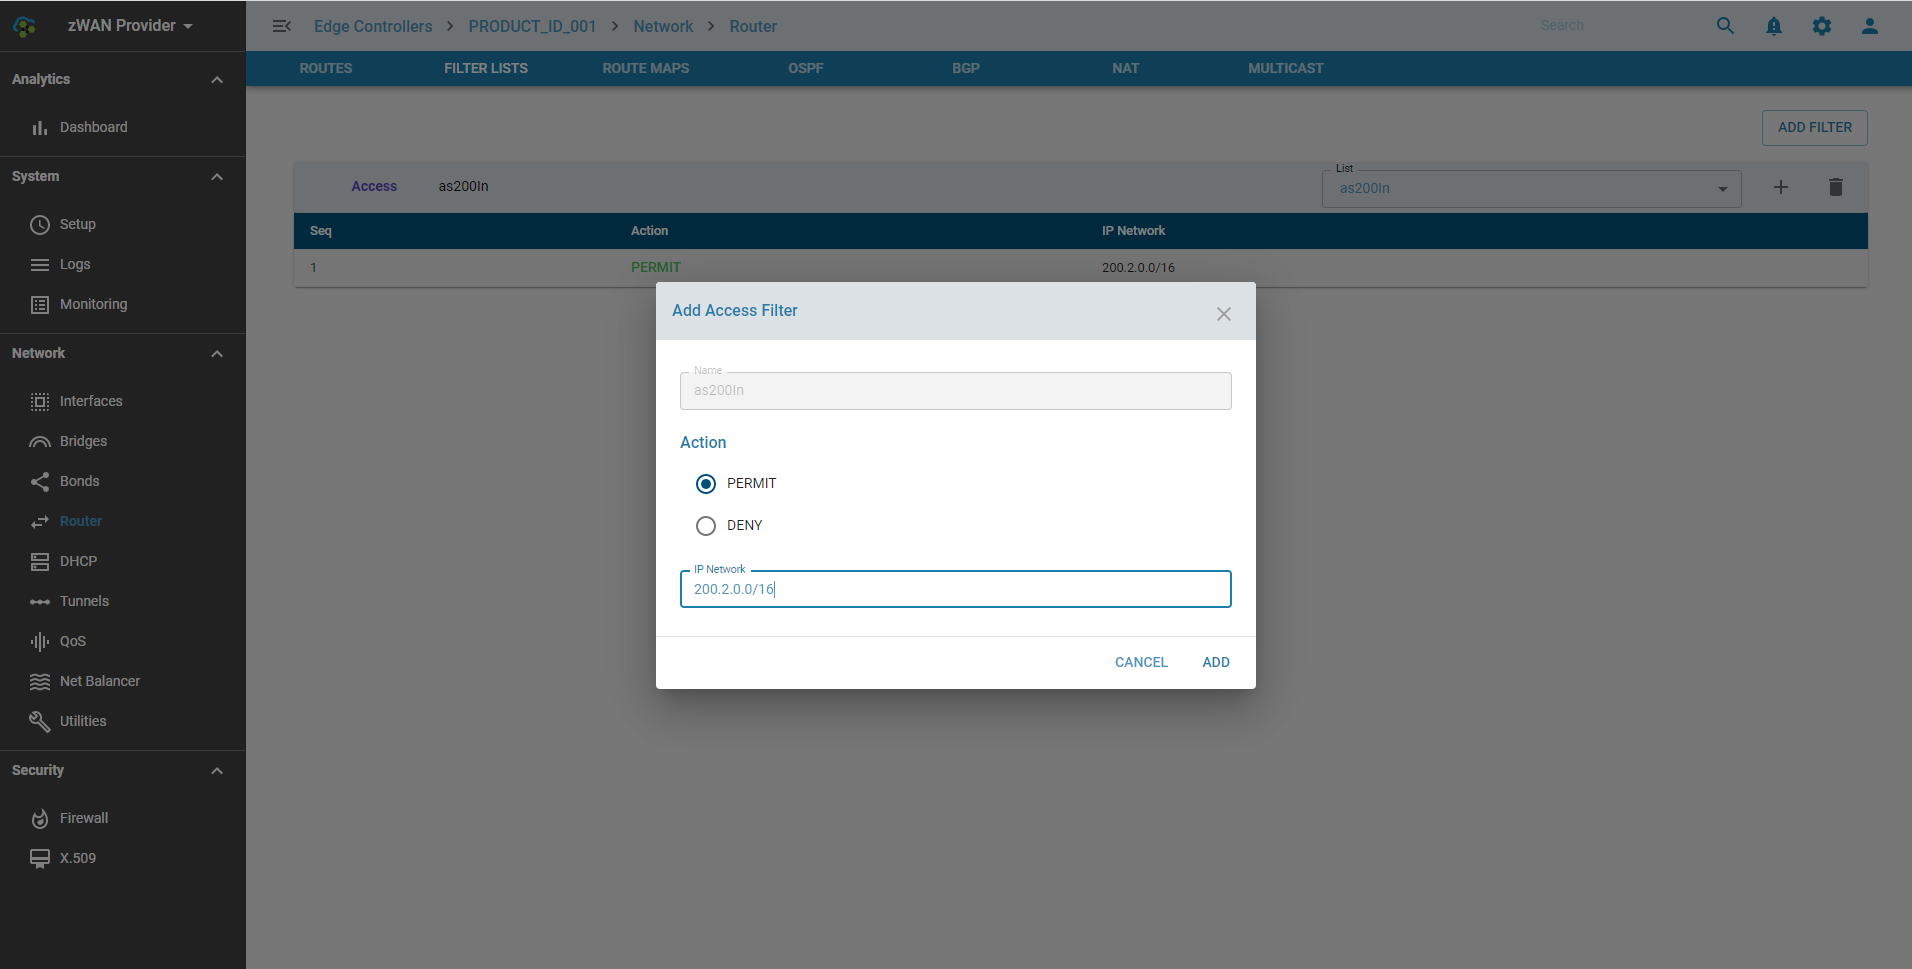 zWAN Provider
Edge Controllers > PRODUCT_ID_001 > Network > Router
Search
ROUTES FILTER LISTS ROUTE MAPS OSPF BGP NAT MULTICAST
Analytics
Dashboard
System
Setup
Logs
Monitoring
Network
Interfaces
Bridges
Bonds
Router
DHCP
Tunnels
QoS
Net Balancer
Utilities
Security
Firewall
X.509
ADD FILTER
Access as200In
List
as200In
Seq Action IP Network
1 PERMIT 200.2.0.0/16
Add Access Filter
Name
as200In
Action
PERMIT
DENY
IP Network
200.2.0.0/16
CANCEL ADD